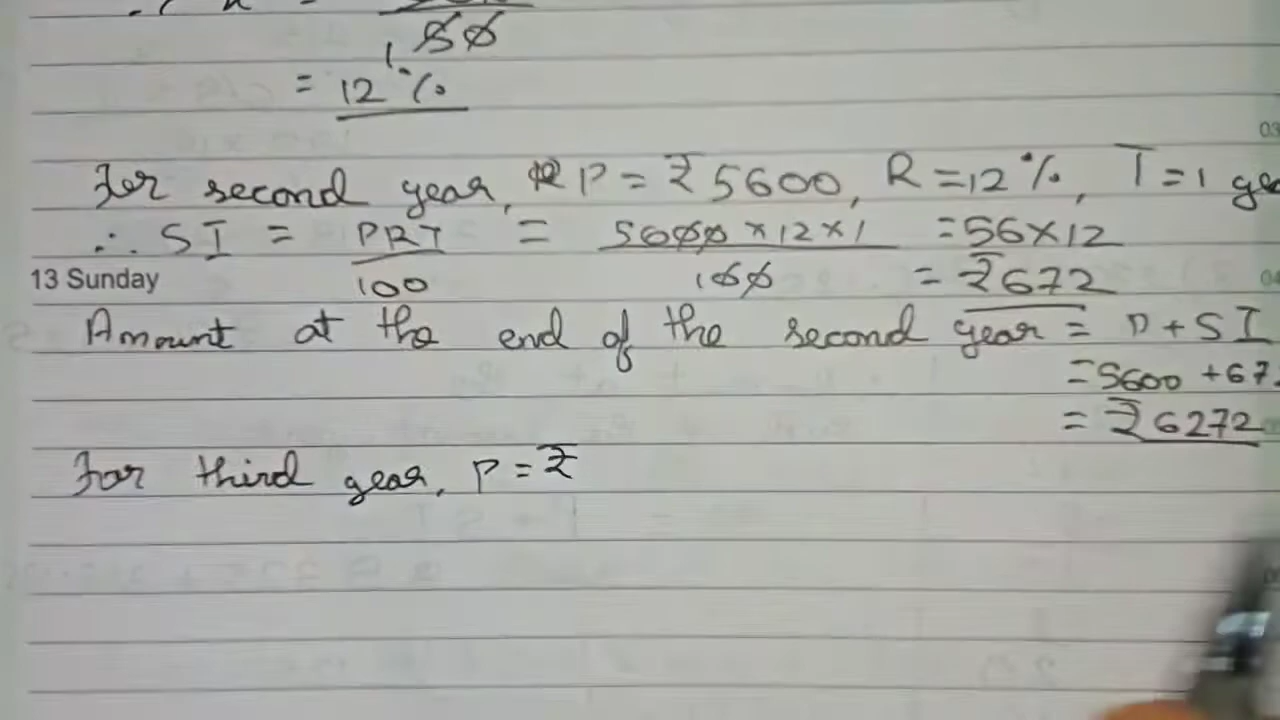 = 12%
For second year, P = ₹5600, R = 12%, T = 1
∴ SI = PRT/100 = 5600 × 12 × 1/100 = 56 × 12
13 Sunday
= ₹672
Amount at the end of the second year = P + SI
= 5600 + 67
= ₹6272
For third year, P = ₹